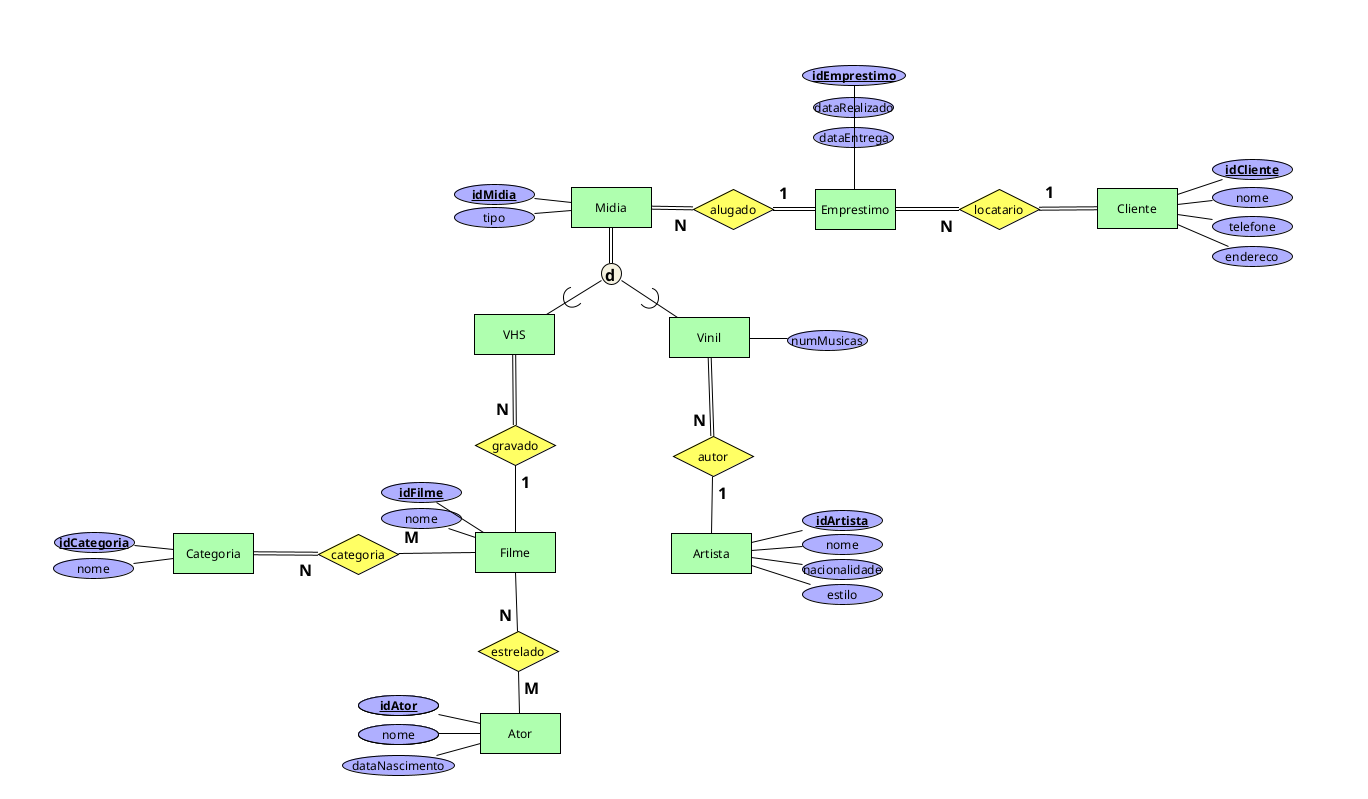 idEmprestimo
dataRealizado
dataEntrega
idMidia
tipo
Midia
N
alugado
1
Emprestimo
N
locatario
1
Cliente
idCliente
nome
telefone
endereco
d
VHS
Vinil
numMusicas
N
gravado
1
N
autor
1
idFilme
nome
M
idCategoria
nome
Categoria
N
categoria
Filme
Artista
idArtista
nome
nacionalidade
estilo
N
estrelado
M
idAtor
nome
dataNascimento
Ator